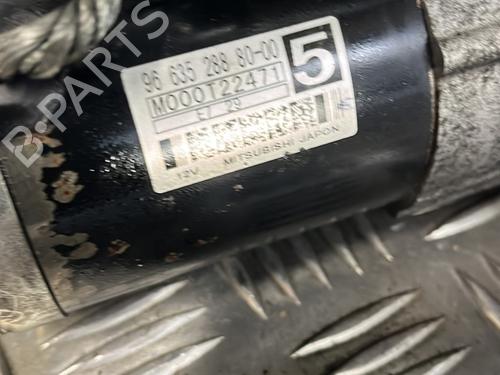 96 635 288 80-00
5
M000T22471
EJ 29
12V MITSUBISHI JAPAN
B-PARTS